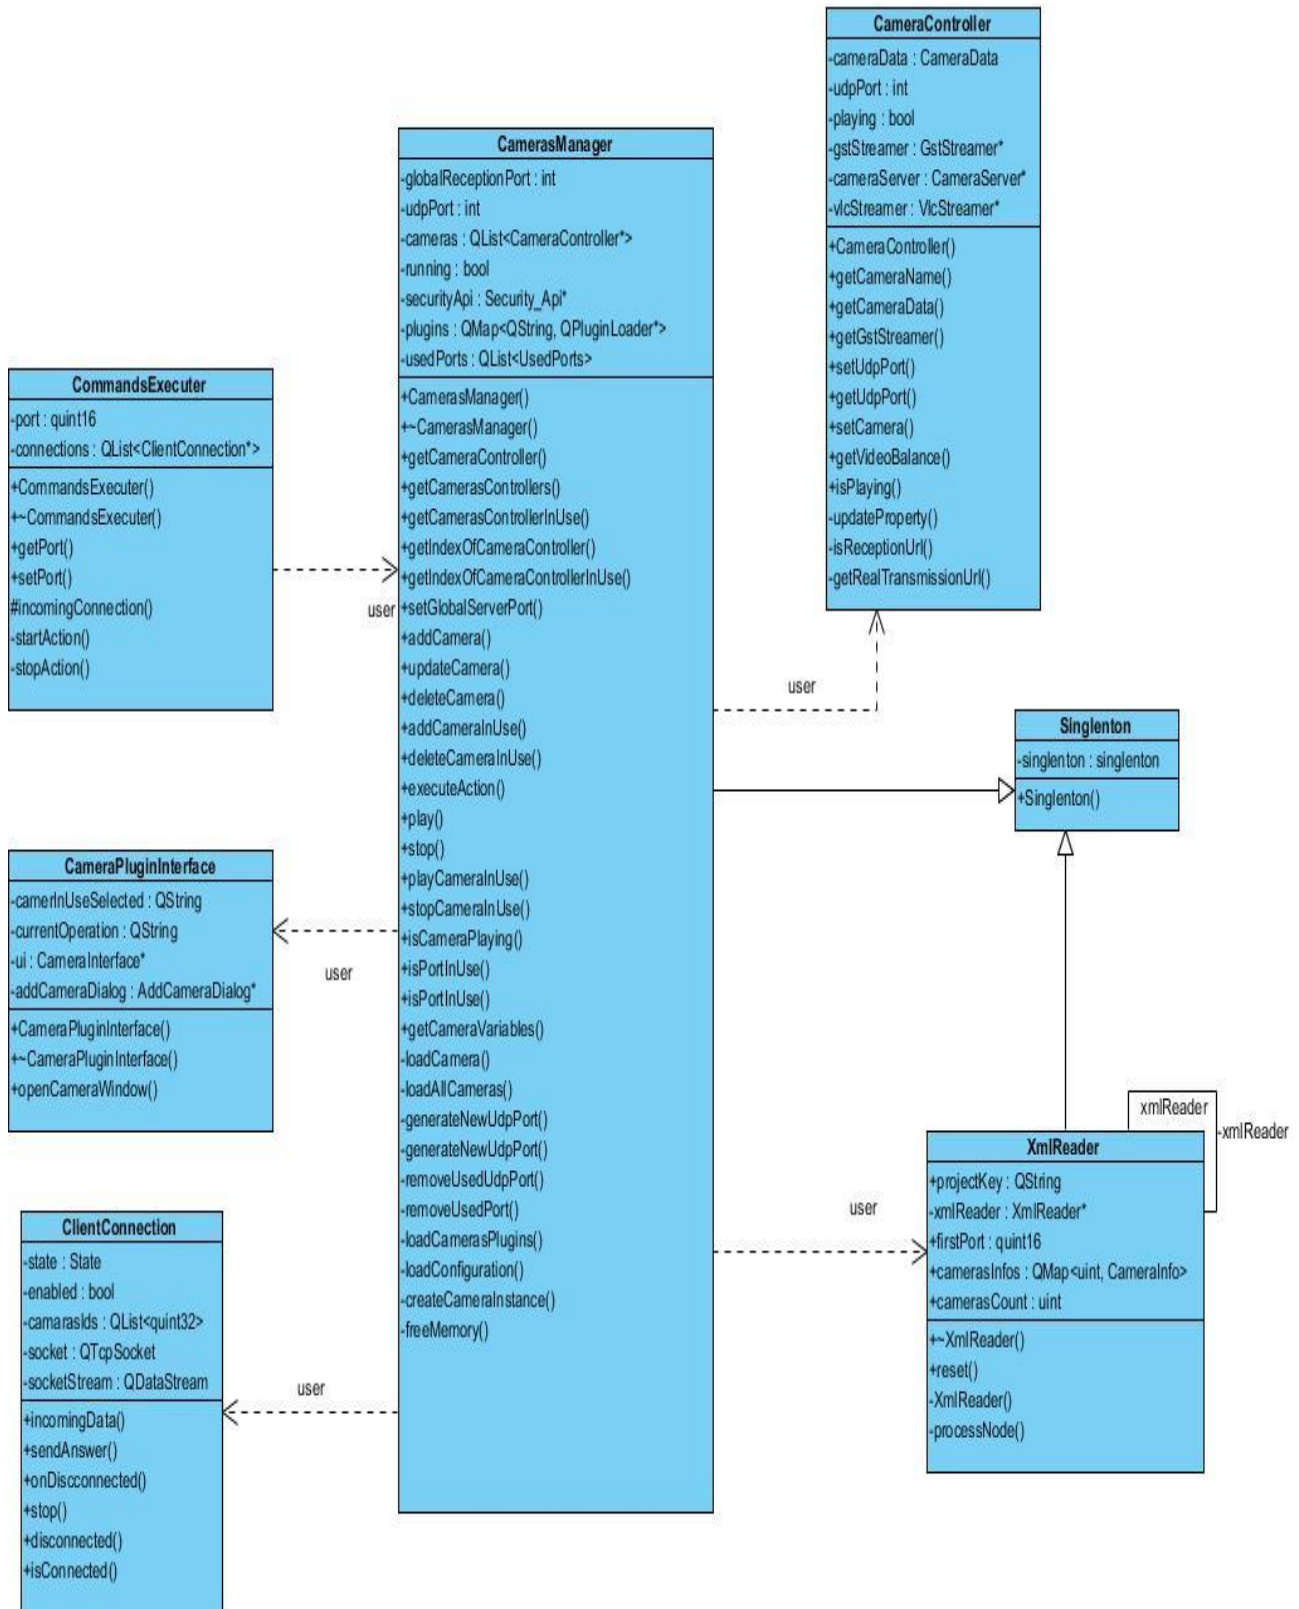 CameraController
-cameraData : CameraData
-udpPort : int
-playing : bool
-gstStreamer : GstStreamer*
-cameraServer : CameraServer*
-vlcStreamer : VlcStreamer*
+CameraController()
+getCameraName()
+getCameraData()
+getGstStreamer()
+setUdpPort()
+getUdpPort()
+setCamera()
+getVideoBalance()
+isPlaying()
-updateProperty()
-isReceptionUrl()
-getRealTransmissionUrl()
CamerasManager
-globalReceptionPort : int
-udpPort : int
-cameras : QList<CameraController*>
-running : bool
-securityApi : Security_Api*
-plugins : QMap<QString, QPluginLoader*>
-usedPorts : QList<UsedPorts>
+CamerasManager()
+~CamerasManager()
+getCameraController()
+getCamerasControllers()
+getCamerasControllerInUse()
+getIndexOfCameraController()
+getIndexOfCameraControllerInUse()
+setGlobalServerPort()
+addCamera()
+updateCamera()
+deleteCamera()
+addCameraInUse()
+deleteCameraInUse()
+executeAction()
+play()
+stop()
+playCameraInUse()
+stopCameraInUse()
+isCameraPlaying()
+isPortInUse()
+isPortInUse()
+getCameraVariables()
-loadCamera()
-loadAllCameras()
-generateNewUdpPort()
-generateNewUdpPort()
-removeUsedUdpPort()
-removeUsedPort()
-loadCamerasPlugins()
-loadConfiguration()
-createCameraInstance()
-freeMemory()
CommandsExecuter
-port : quint16
-connections : QList<ClientConnection*>
+CommandsExecuter()
+~CommandsExecuter()
+getPort()
+setPort()
#incomingConnection()
-startAction()
-stopAction()
user
user
Singlenton
-singlenton : singlenton
+Singlenton()
CameraPluginInterface
-camerInUseSelected : QString
-currentOperation : QString
-ui : CameraInterface*
-addCameraDialog : AddCameraDialog*
+CameraPluginInterface()
+~CameraPluginInterface()
+openCameraWindow()
user
xmlReader
-xmlReader
XmlReader
+projectKey : QString
-xmlReader : XmlReader*
+firstPort : quint16
+camerasInfos : QMap<uint, CameraInfo>
+camerasCount : uint
+~XmlReader()
+reset()
-XmlReader()
-processNode()
user
ClientConnection
-state : State
-enabled : bool
-camarasIds : QList<quint32>
-socket : QTcpSocket
-socketStream : QDataStream
+incomingData()
+sendAnswer()
+onDiscconnected()
+stop()
+disconnected()
+isConnected()
user